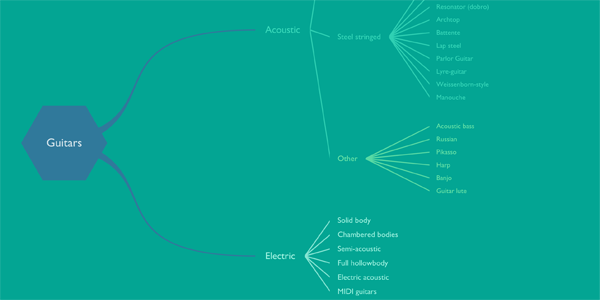 Guitars
Acoustic
Steel stringed
Resonator (dobro)
Archtop
Battente
Lap steel
Parlor Guitar
Lyre-guitar
Weissenborn-style
Manouche
Other
Acoustic bass
Russian
Pikasso
Harp
Banjo
Guitar lute
Electric
Solid body
Chambered bodies
Semi-acoustic
Full hollowbody
Electric acoustic
MIDI guitars